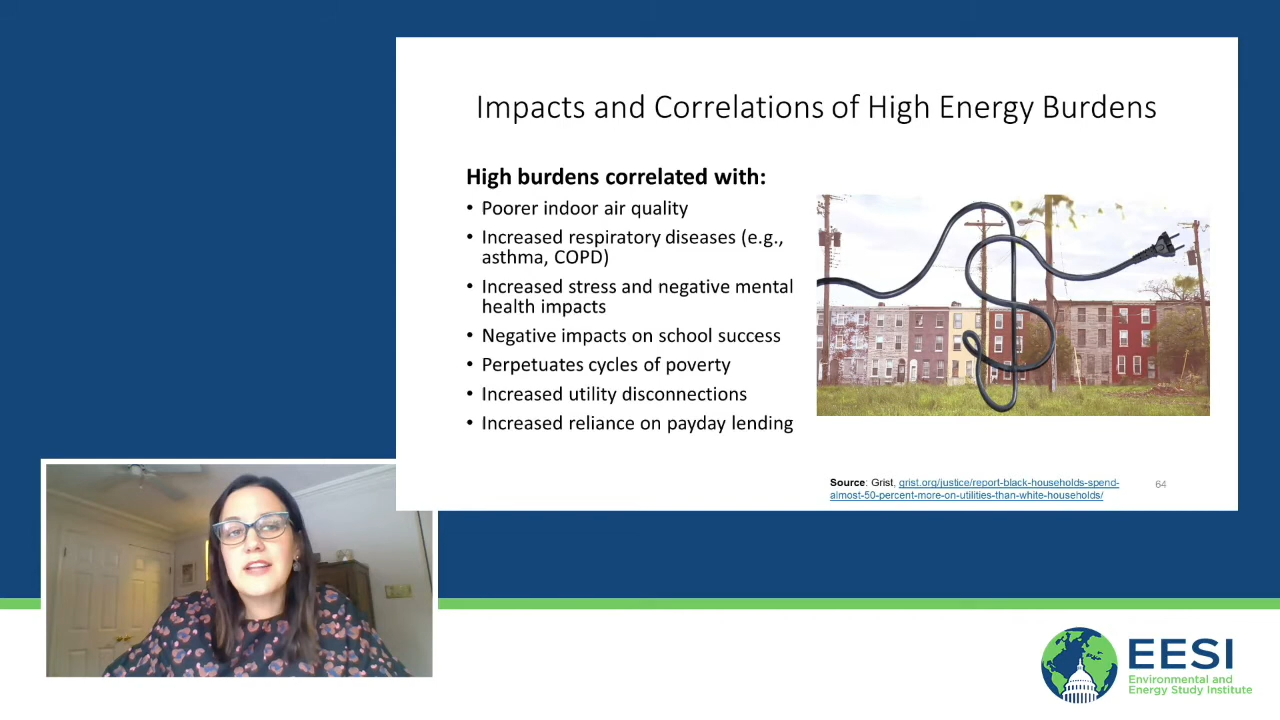 Impacts and Correlations of High Energy Burdens
High burdens correlated with:
• Poorer indoor air quality
• Increased respiratory diseases (e.g.,
asthma, COPD)
• Increased stress and negative mental
health impacts
• Negative impacts on school success
• Perpetuates cycles of poverty
• Increased utility disconnections
• Increased reliance on payday lending
Source: Grist, grist.org/justice/report-black-households-spend-
almost-50-percent-more-on-utilities-than-white-households/
64
EESI
Environmental and
Energy Study Institute